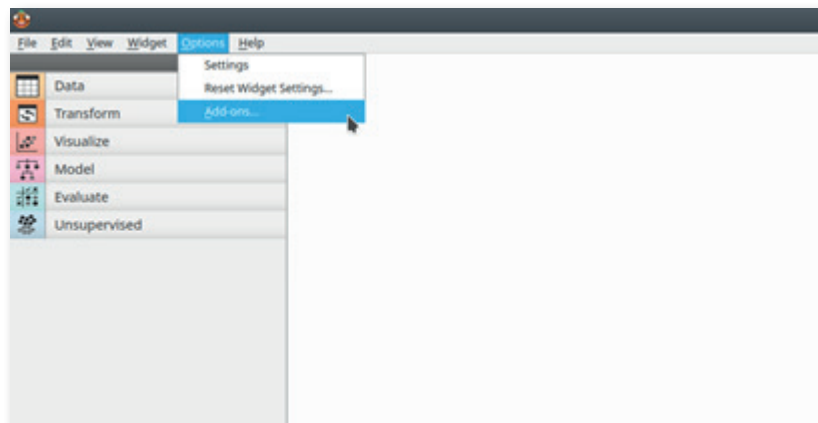 File Edit View Widget Options Help
Settings
Reset Widget Settings...
Add-ons...
Data
Transform
Visualize
Model
Evaluate
Unsupervised